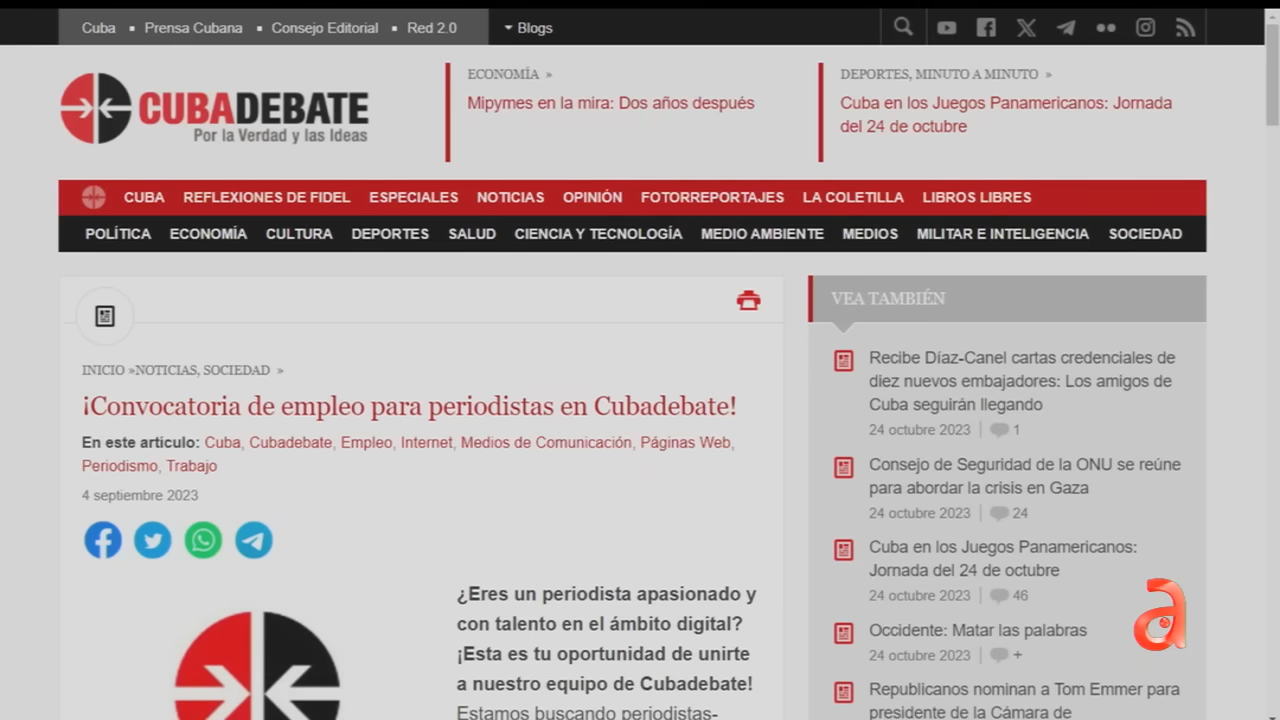 Cuba ▪ Prensa Cubana ▪ Consejo Editorial ▪ Red 2.0 Blogs
CUBADEBATE
Por la Verdad y las Ideas
ECONOMÍA »
Mipymes en la mira: Dos años después
DEPORTES, MINUTO A MINUTO »
Cuba en los Juegos Panamericanos: Jornada
del 24 de octubre
CUBA REFLEXIONES DE FIDEL ESPECIALES NOTICIAS OPINIÓN FOTORREPORTAJES LA COLETILLA LIBROS LIBRES
POLÍTICA ECONOMÍA CULTURA DEPORTES SALUD CIENCIA Y TECNOLOGÍA MEDIO AMBIENTE MEDIOS MILITAR E INTELIGENCIA SOCIEDAD
INICIO »NOTICIAS, SOCIEDAD »
¡Convocatoria de empleo para periodistas en Cubadebate!
En este artículo: Cuba, Cubadebate, Empleo, Internet, Medios de Comunicación, Páginas Web,
Periodismo, Trabajo
4 septiembre 2023
¿Eres un periodista apasionado y
con talento en el ámbito digital?
¡Esta es tu oportunidad de unirte
a nuestro equipo de Cubadebate!
Estamos buscando periodistas-
VEA TAMBIÉN
Recibe Díaz-Canel cartas credenciales de
diez nuevos embajadores: Los amigos de
Cuba seguirán llegando
24 octubre 2023 | 1
Consejo de Seguridad de la ONU se reúne
para abordar la crisis en Gaza
24 octubre 2023 | 24
Cuba en los Juegos Panamericanos:
Jornada del 24 de octubre
24 octubre 2023 | 46
Occidente: Matar las palabras
24 octubre 2023 | +
Republicanos nominan a Tom Emmer para
presidente de la Cámara de
a